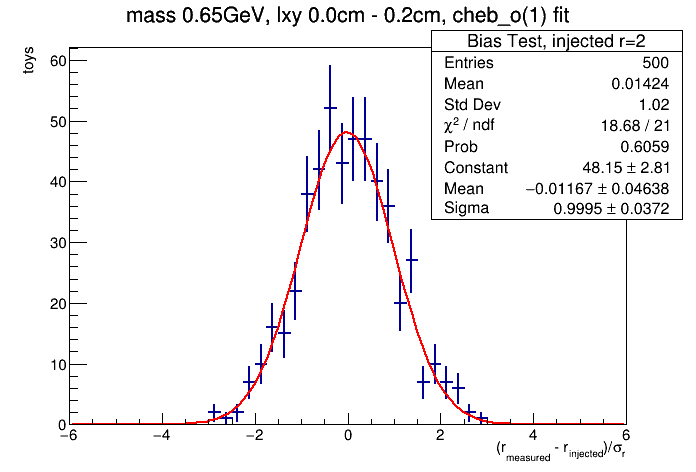 mass 0.65GeV, lxy 0.0cm - 0.2cm, cheb_o(1) fit
toys
Bias Test, injected r=2
Entries 500
Mean 0.01424
Std Dev 1.02
χ² / ndf 18.68 / 21
Prob 0.6059
Constant 48.15 ± 2.81
Mean −0.01167 ± 0.04638
Sigma 0.9995 ± 0.0372
60
50
40
30
20
10
0
−6 −4 −2 0 2 4 6
(r_measured - r_injected)/σ_r